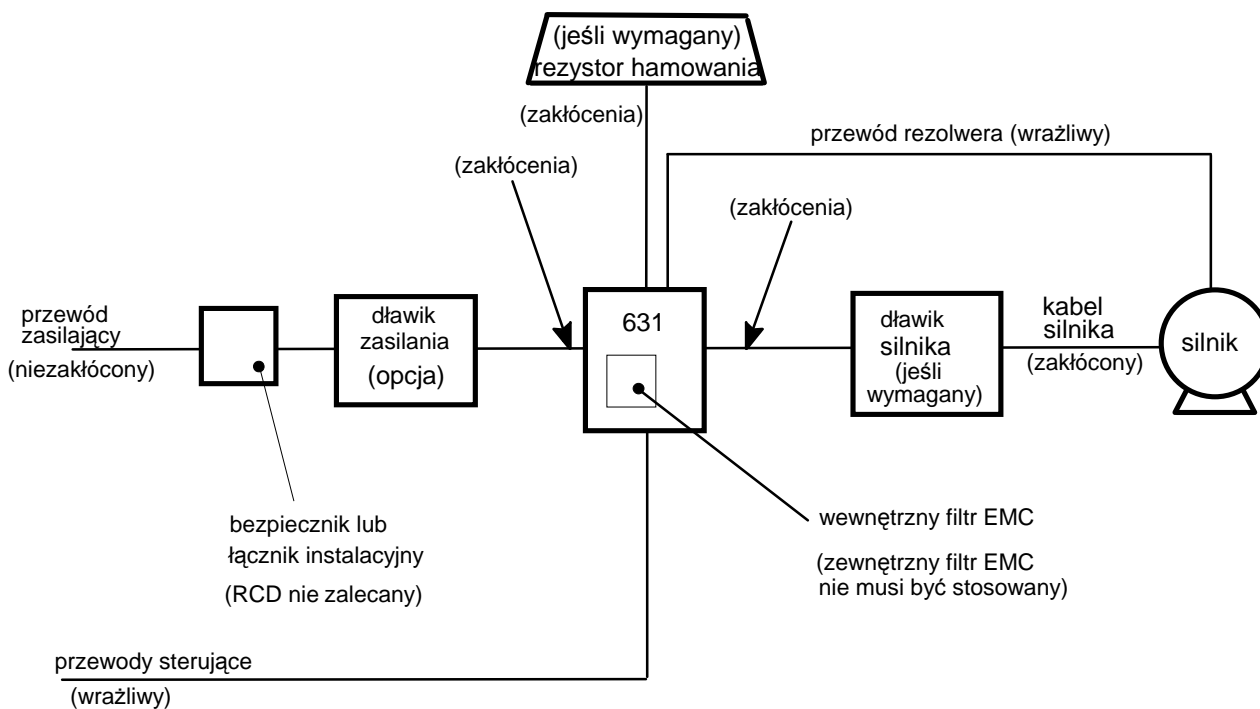 (jeśli wymagany)
rezystor hamowania
(zakłócenia)
przewód rezolwera (wrażliwy)
(zakłócenia)
(zakłócenia)
przewód
zasilający
(niezakłócony)
dławik
zasilania
(opcja)
631
dławik
silnika
(jeśli
wymagany)
kabel
silnika
(zakłócony)
silnik
bezpiecznik lub
łącznik instalacyjny
(RCD nie zalecany)
wewnętrzny filtr EMC
(zewnętrzny filtr EMC
nie musi być stosowany)
przewody sterujące
(wrażliwy)